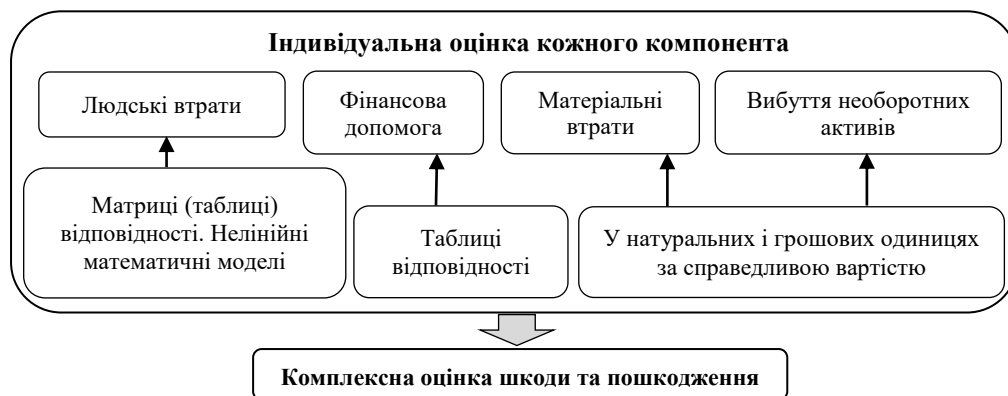 Індивідуальна оцінка кожного компонента
Людські втрати
Фінансова
допомога
Матеріальні
втрати
Вибуття необоротних
активів
Матриці (таблиці)
відповідності. Нелінійні
математичні моделі
Таблиці
відповідності
У натуральних і грошових одиницях
за справедливою вартістю
Комплексна оцінка шкоди та пошкодження